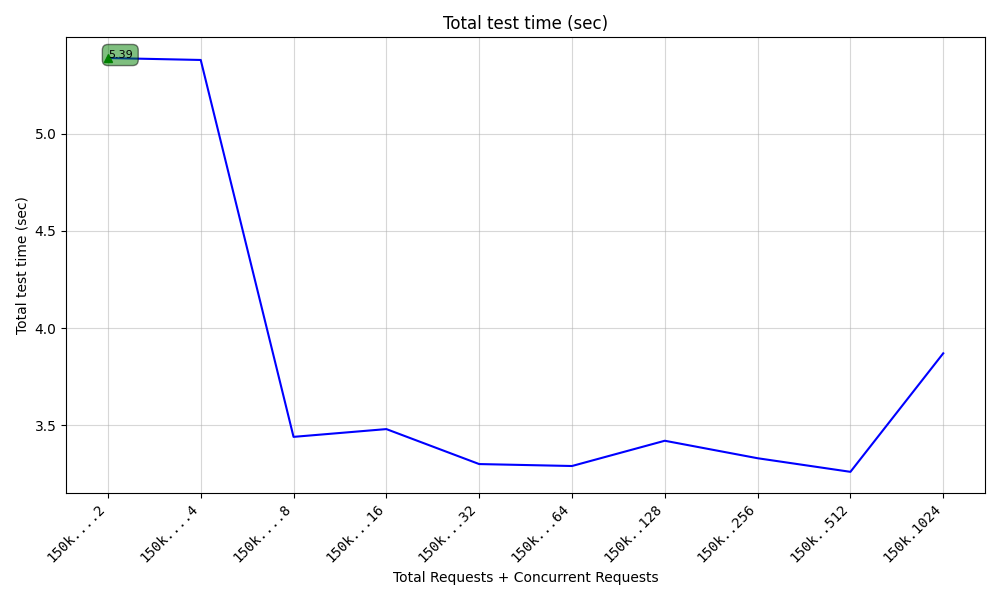 Total test time (sec)
5.39
Total test time (sec)
5.0
4.5
4.0
3.5
150k....2
150k....4
150k....8
150k...16
150k...32
150k...64
150k..128
150k..256
150k..512
150k.1024
Total Requests + Concurrent Requests